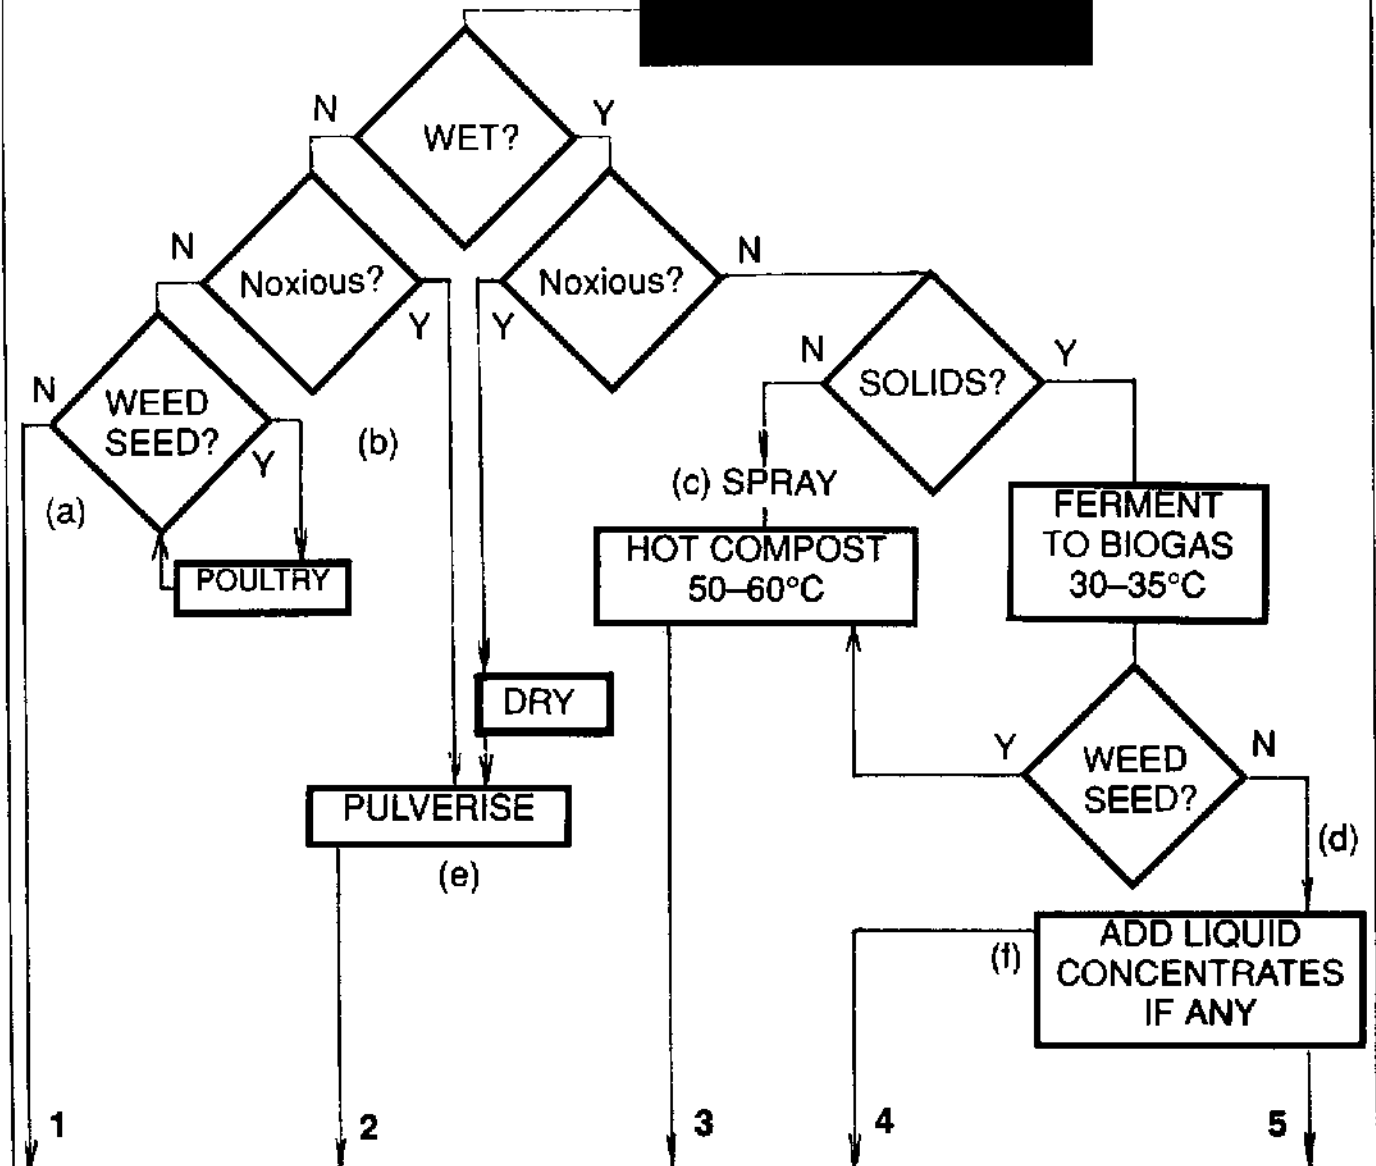 N
Y
WET?
N
Noxious?
Y
Y
Noxious?
N
N
WEED
SEED?
Y
(a)
(b)
N
SOLIDS?
Y
(c) SPRAY
POULTRY
HOT COMPOST
50–60°C
FERMENT
TO BIOGAS
30–35°C
DRY
PULVERISE
(e)
Y
WEED
SEED?
N
(d)
(f)
ADD LIQUID
CONCENTRATES
IF ANY
1
2
3
4
5